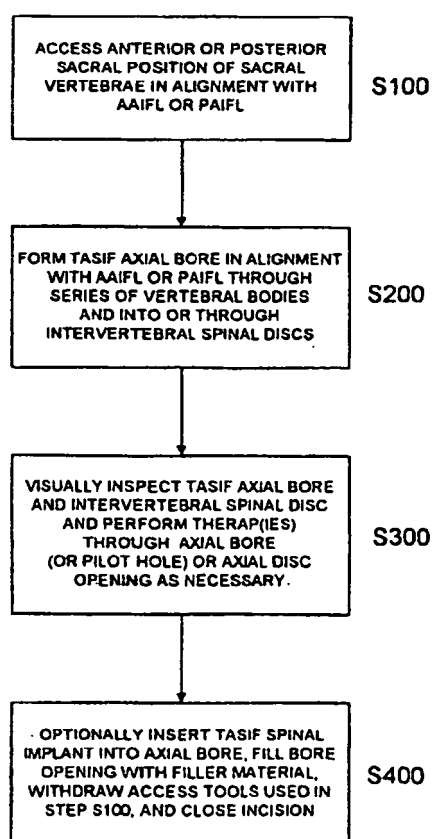 ACCESS ANTERIOR OR POSTERIOR
SACRAL POSITION OF SACRAL
VERTEBRAE IN ALIGNMENT WITH
AAIFL OR PAIFL
S100
FORM TASIF AXIAL BORE IN ALIGNMENT
WITH AAIFL OR PAIFL THROUGH
SERIES OF VERTEBRAL BODIES
AND INTO OR THROUGH
INTERVERTEBRAL SPINAL DISCS
S200
VISUALLY INSPECT TASIF AXIAL BORE
AND INTERVERTEBRAL SPINAL DISC
AND PERFORM THERAP(IES)
THROUGH AXIAL BORE
(OR PILOT HOLE) OR AXIAL DISC
OPENING AS NECESSARY.
S300
OPTIONALLY INSERT TASIF SPINAL
IMPLANT INTO AXIAL BORE, FILL BORE
OPENING WITH FILLER MATERIAL,
WITHDRAW ACCESS TOOLS USED IN
STEP S100, AND CLOSE INCISION
S400